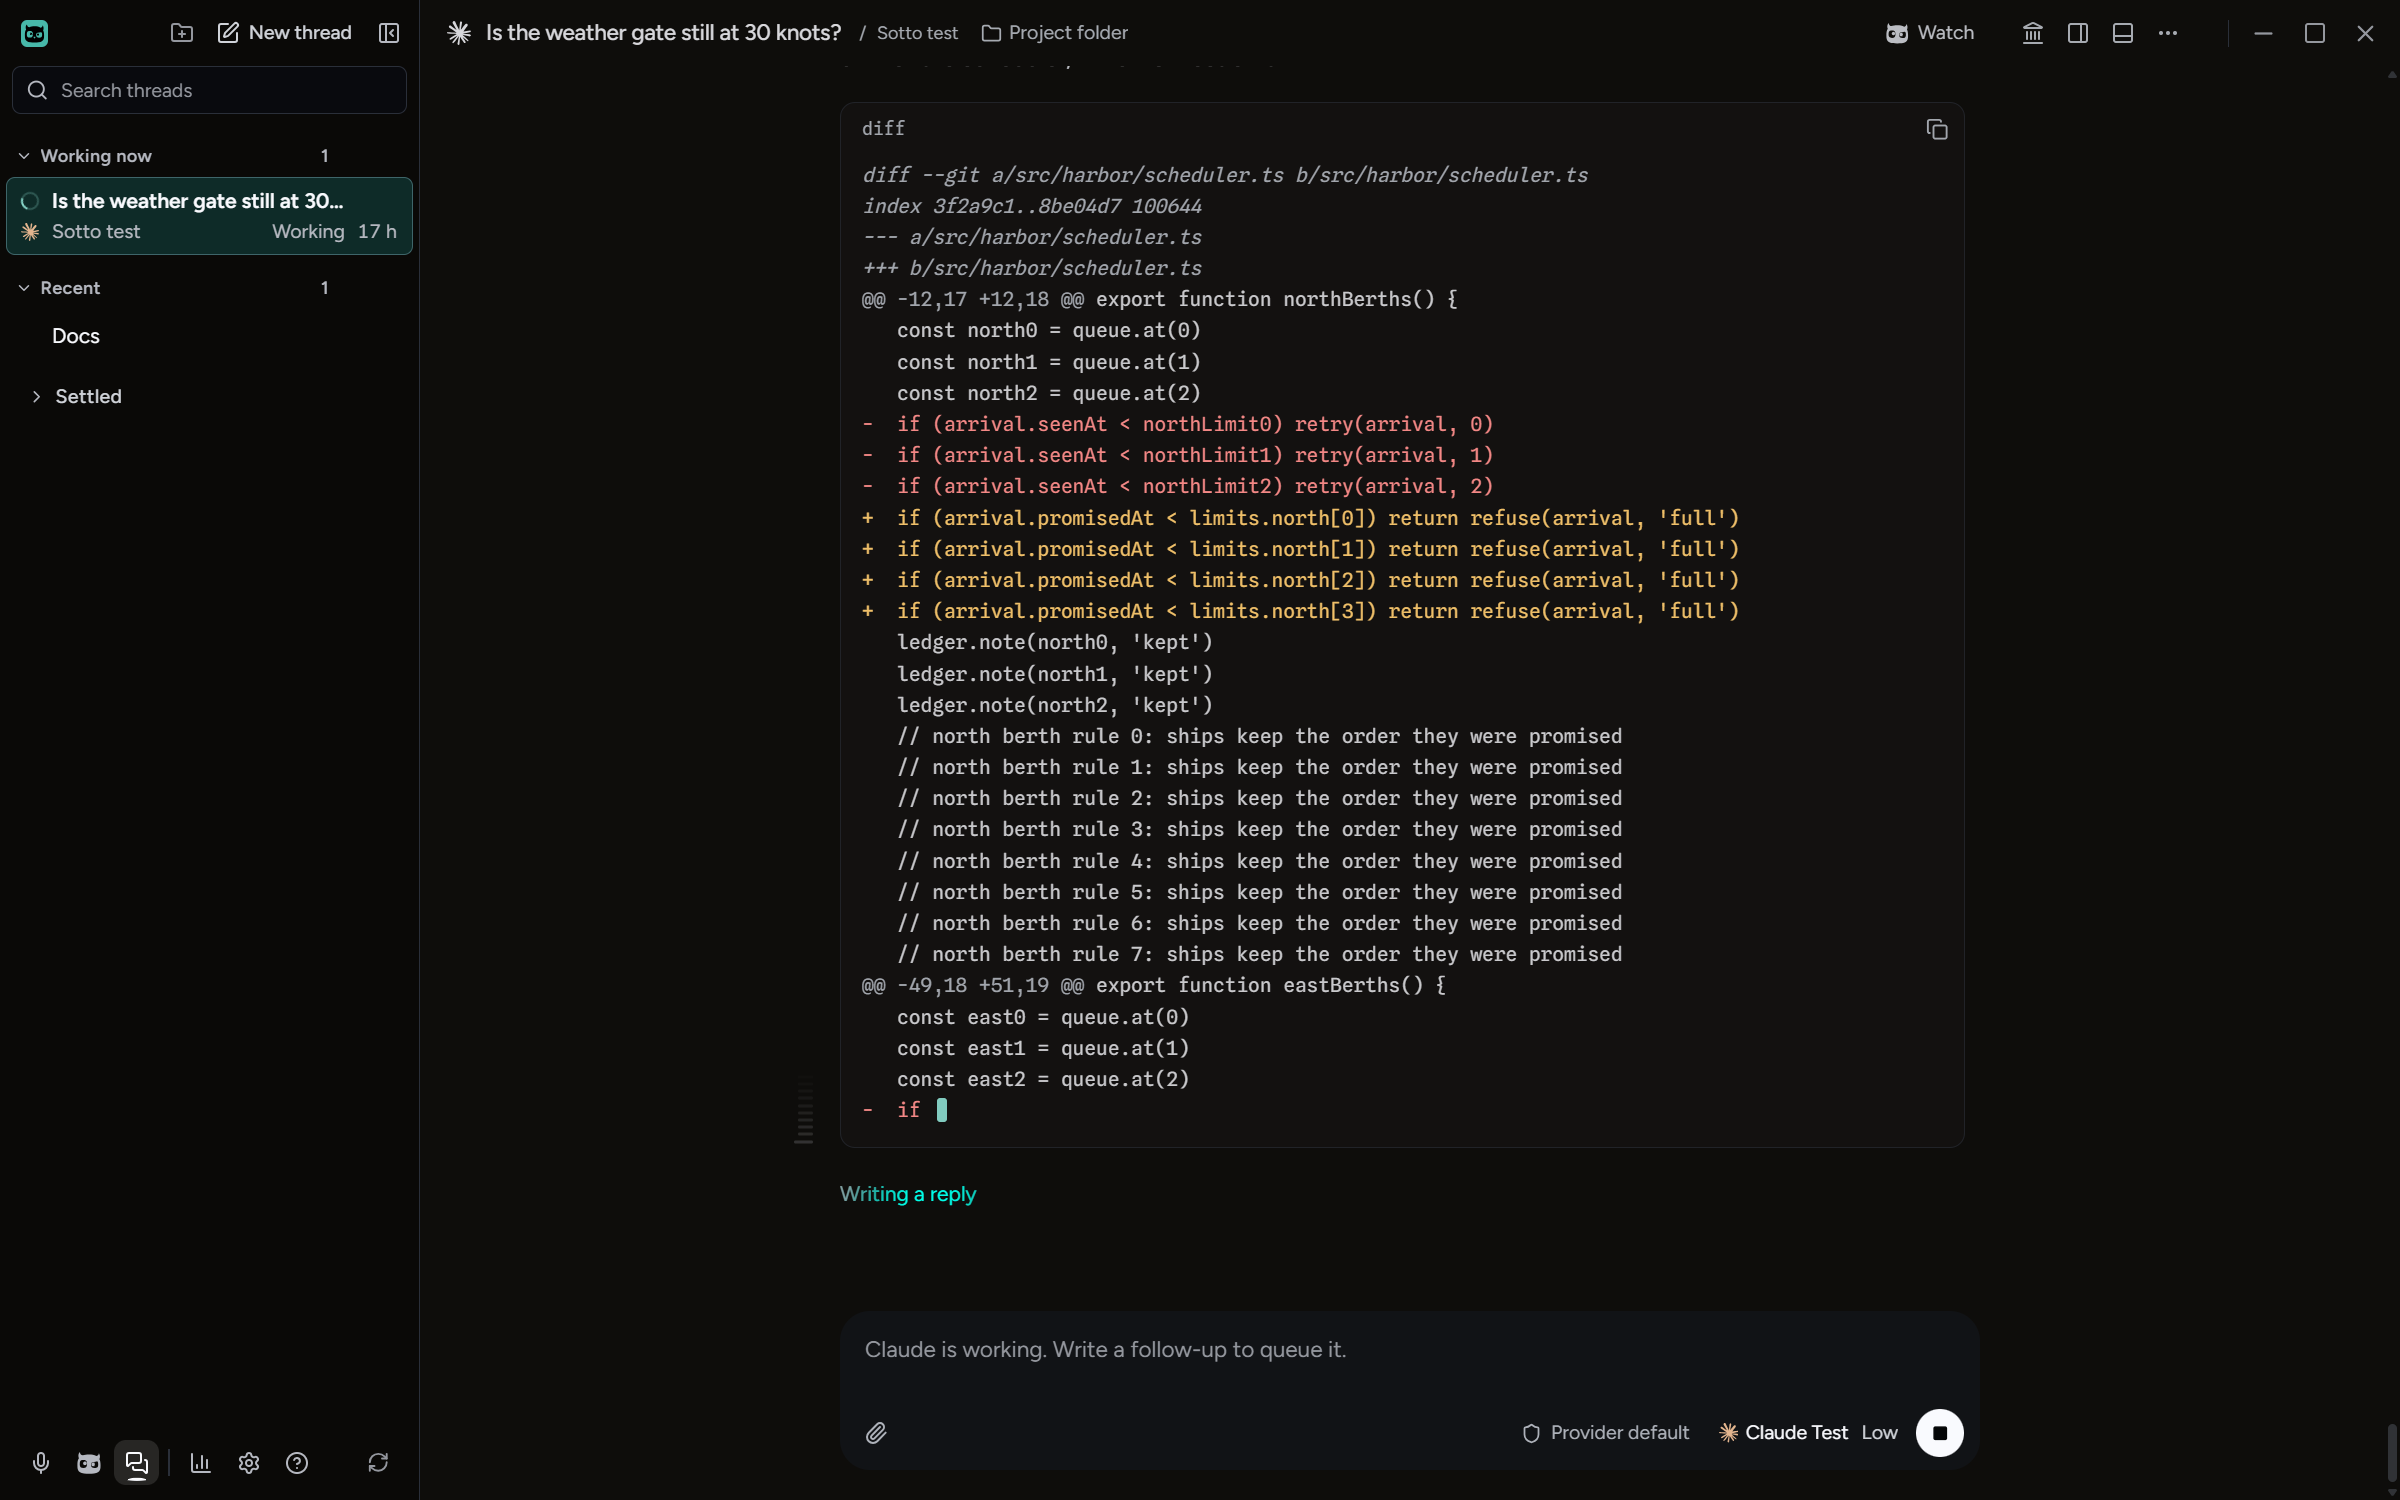 New thread
Search threads
Working now 1
Is the weather gate still at 30...
Sotto test Working 17 h
Recent 1
Docs
Settled
Is the weather gate still at 30 knots? / Sotto test Project folder
Watch
diff
diff --git a/src/harbor/scheduler.ts b/src/harbor/scheduler.ts
index 3f2a9c1..8be04d7 100644
--- a/src/harbor/scheduler.ts
+++ b/src/harbor/scheduler.ts
@@ -12,17 +12,18 @@ export function northBerths() {
   const north0 = queue.at(0)
   const north1 = queue.at(1)
   const north2 = queue.at(2)
-  if (arrival.seenAt < northLimit0) retry(arrival, 0)
-  if (arrival.seenAt < northLimit1) retry(arrival, 1)
-  if (arrival.seenAt < northLimit2) retry(arrival, 2)
+  if (arrival.promisedAt < limits.north[0]) return refuse(arrival, 'full')
+  if (arrival.promisedAt < limits.north[1]) return refuse(arrival, 'full')
+  if (arrival.promisedAt < limits.north[2]) return refuse(arrival, 'full')
+  if (arrival.promisedAt < limits.north[3]) return refuse(arrival, 'full')
   ledger.note(north0, 'kept')
   ledger.note(north1, 'kept')
   ledger.note(north2, 'kept')
   // north berth rule 0: ships keep the order they were promised
   // north berth rule 1: ships keep the order they were promised
   // north berth rule 2: ships keep the order they were promised
   // north berth rule 3: ships keep the order they were promised
   // north berth rule 4: ships keep the order they were promised
   // north berth rule 5: ships keep the order they were promised
   // north berth rule 6: ships keep the order they were promised
   // north berth rule 7: ships keep the order they were promised
@@ -49,18 +51,19 @@ export function eastBerths() {
   const east0 = queue.at(0)
   const east1 = queue.at(1)
   const east2 = queue.at(2)
-  if
Writing a reply
Claude is working. Write a follow-up to queue it.
Provider default Claude Test Low